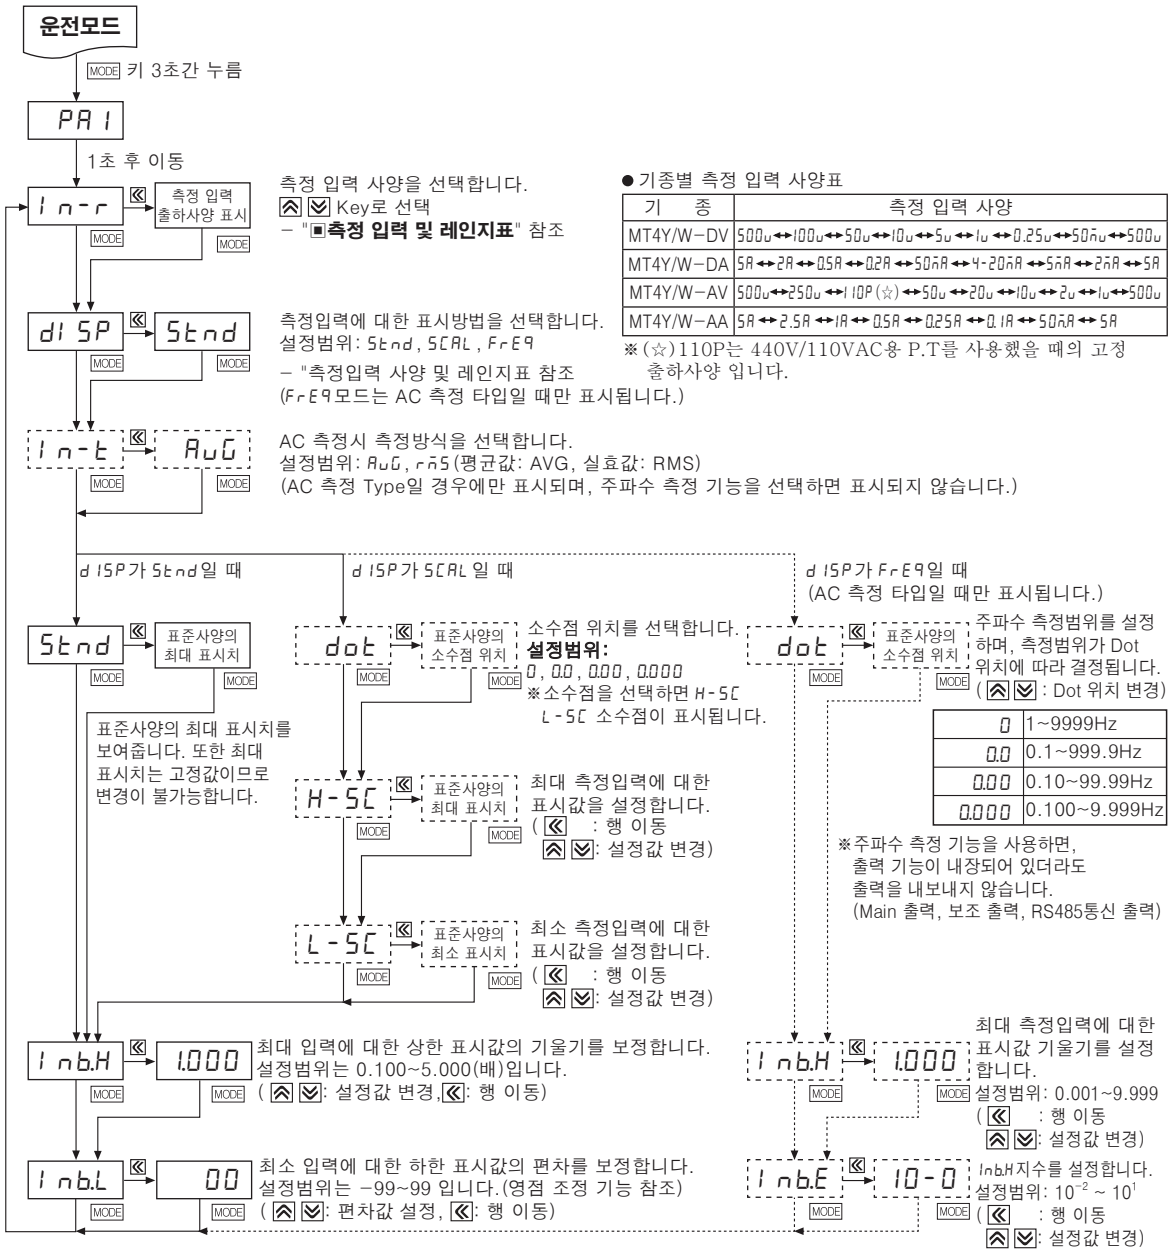 운전모드
MODE 키 3초간 누름
PA1
1초 후 이동
In-r
측정 입력
출하사양 표시
MODE
MODE
측정 입력 사양을 선택합니다.
Key로 선택
- "▣측정 입력 및 레인지표" 참조
● 기종별 측정 입력 사양표
기 종 측정 입력 사양
MT4Y/W-DV 500v↔100v↔50v↔10v↔5v↔1v↔0.25v↔50mv↔500v
MT4Y/W-DA 5A↔2A↔0.5A↔0.2A↔50mA↔4-20mA↔5mA↔2mA↔5A
MT4Y/W-AV 500v↔250v↔110P(☆)↔50v↔20v↔10v↔2v↔1v↔500v
MT4Y/W-AA 5A↔2.5A↔1A↔0.5A↔0.25A↔0.1A↔50mA↔5A
※(☆)110P는 440V/110VAC용 P.T를 사용했을 때의 고정
출하사양 입니다.
dISP
Stnd
MODE
MODE
측정입력에 대한 표시방법을 선택합니다.
설정범위: Stnd, SCAL, FrEq
- "측정입력 사양 및 레인지표 참조
(FrEq모드는 AC 측정 타입일 때만 표시됩니다.)
In-t
AvG
MODE
MODE
AC 측정시 측정방식을 선택합니다.
설정범위: AvG, rmS(평균값: AVG, 실효값: RMS)
(AC 측정 Type일 경우에만 표시되며, 주파수 측정 기능을 선택하면 표시되지 않습니다.)
dISP가 Stnd일 때
dISP가 SCAL일 때
dISP가 FrEq일 때
(AC 측정 타입일 때만 표시됩니다.)
Stnd
표준사양의
최대 표시치
MODE
MODE
표준사양의 최대 표시치를
보여줍니다. 또한 최대
표시치는 고정값이므로
변경이 불가능합니다.
dot
표준사양의
소수점 위치
MODE
MODE
소수점 위치를 선택합니다.
설정범위:
0, 0.0, 0.00, 0.000
※소수점을 선택하면 H-SC
L-SC 소수점이 표시됩니다.
dot
표준사양의
소수점 위치
MODE
MODE
주파수 측정범위를 설정
하며, 측정범위가 Dot
위치에 따라 결정됩니다.
( : Dot 위치 변경)
0 1~9999Hz
0.0 0.1~999.9Hz
0.00 0.10~99.99Hz
0.000 0.100~9.999Hz
※주파수 측정 기능을 사용하면,
출력 기능이 내장되어 있더라도
출력을 내보내지 않습니다.
(Main 출력, 보조 출력, RS485통신 출력)
H-SC
표준사양의
최대 표시치
MODE
MODE
최대 측정입력에 대한
표시값을 설정합니다.
( : 행 이동
: 설정값 변경)
L-SC
표준사양의
최소 표시치
MODE
MODE
최소 측정입력에 대한
표시값을 설정합니다.
( : 행 이동
: 설정값 변경)
Inb.H
1.000
MODE
MODE
최대 입력에 대한 상한 표시값의 기울기를 보정합니다.
설정범위는 0.100~5.000(배)입니다.
( : 설정값 변경, : 행 이동)
Inb.H
1.000
MODE
MODE
최대 측정입력에 대한
표시값 기울기를 설정
합니다.
설정범위: 0.001~9.999
( : 행 이동
: 설정값 변경)
Inb.L
00
MODE
MODE
최소 입력에 대한 하한 표시값의 편차를 보정합니다.
설정범위는 -99~99 입니다.(영점 조정 기능 참조)
( : 편차값 설정, : 행 이동)
Inb.E
10-0
MODE
MODE
Inb.H지수를 설정합니다.
설정범위: 10⁻² ~ 10¹
( : 행 이동
: 설정값 변경)